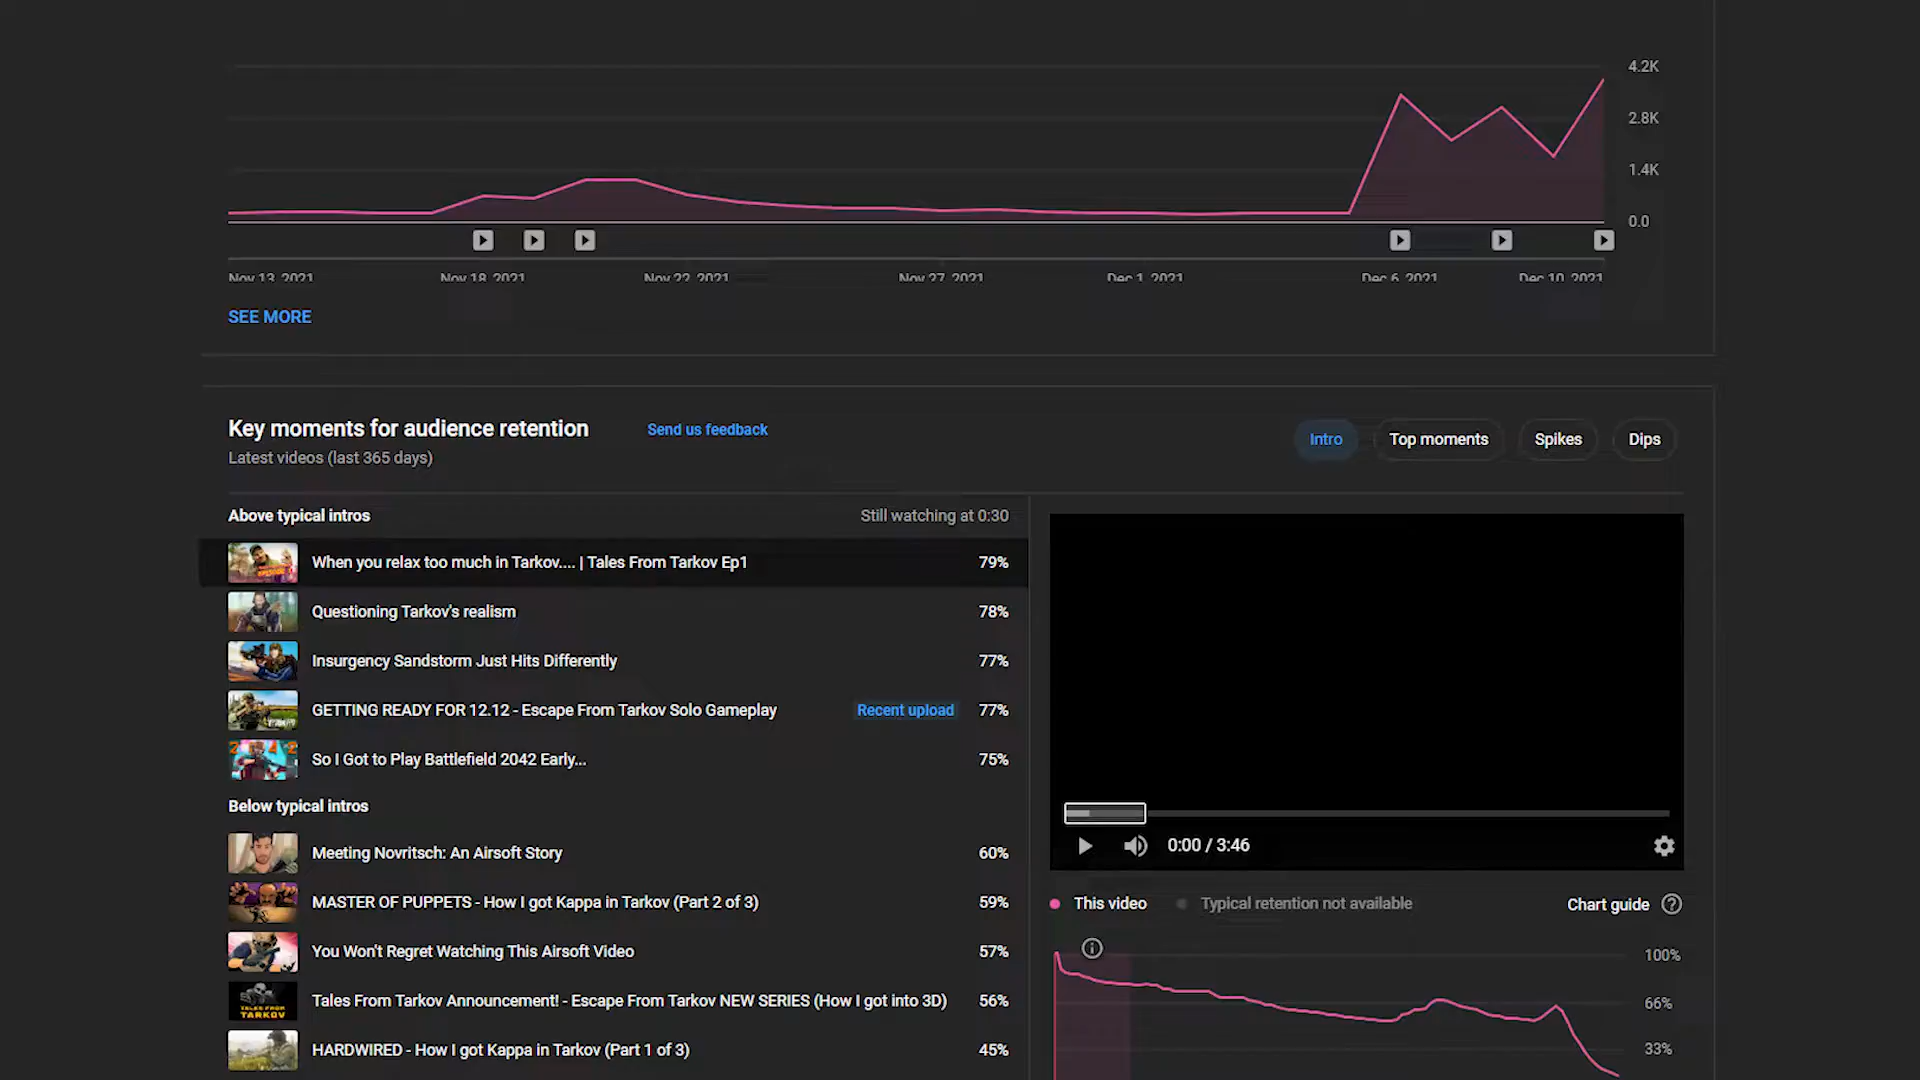 4.2K
2.8K
1.4K
0.0
Nov 13, 2021 Nov 18, 2021 Nov 22, 2021 Nov 27, 2021 Dec 1, 2021 Dec 6, 2021 Dec 10, 2021
SEE MORE
Key moments for audience retention Send us feedback Intro Top moments Spikes Dips
Latest videos (last 365 days)
Above typical intros Still watching at 0:30
When you relax too much in Tarkov.... | Tales From Tarkov Ep1 79%
Questioning Tarkov's realism 78%
Insurgency Sandstorm Just Hits Differently 77%
GETTING READY FOR 12.12 - Escape From Tarkov Solo Gameplay Recent upload 77%
So I Got to Play Battlefield 2042 Early... 75%
Below typical intros
Meeting Novritsch: An Airsoft Story 60%
MASTER OF PUPPETS - How I got Kappa in Tarkov (Part 2 of 3) 59%
You Won't Regret Watching This Airsoft Video 57%
TALES FROM
TARKOV
Tales From Tarkov Announcement! - Escape From Tarkov NEW SERIES (How I got into 3D) 56%
HARDWIRED - How I got Kappa in Tarkov (Part 1 of 3) 45%
0:00 / 3:46
This video Typical retention not available Chart guide
100%
66%
33%